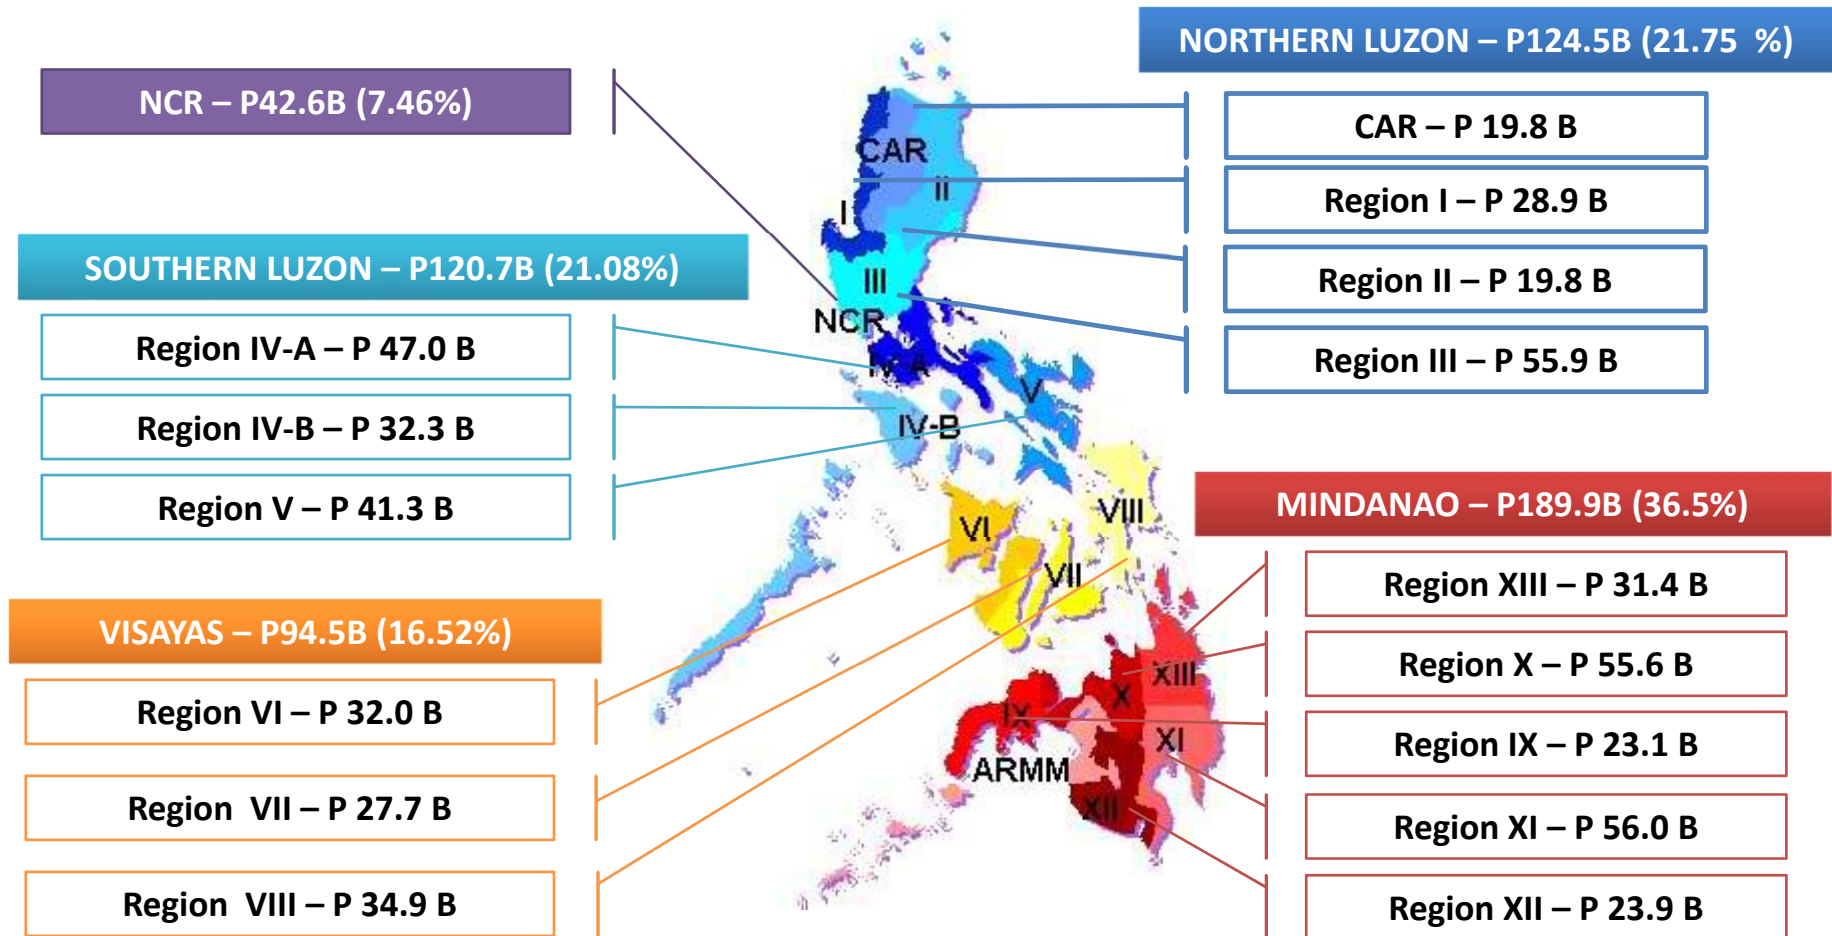 NORTHERN LUZON – P124.5B (21.75  %)
CAR – P 19.8 B
Region I – P 28.9 B
Region II – P 19.8 B
Region III – P 55.9 B
NCR – P42.6B (7.46%)
SOUTHERN LUZON – P120.7B (21.08%)
Region IV-A – P 47.0 B
Region IV-B – P 32.3 B
Region V – P 41.3 B
VISAYAS – P94.5B (16.52%)
Region VI – P 32.0 B
Region  VII – P 27.7 B
Region  VIII – P 34.9 B
MINDANAO – P189.9B (36.5%)
Region XIII – P 31.4 B
Region X – P 55.6 B
Region IX – P 23.1 B
Region XI – P 56.0 B
Region XII – P 23.9 B
CAR
II
I
III
NCR
IV-A
V
IV-B
VI
VIII
VII
XIII
X
IX
XI
ARMM
XII